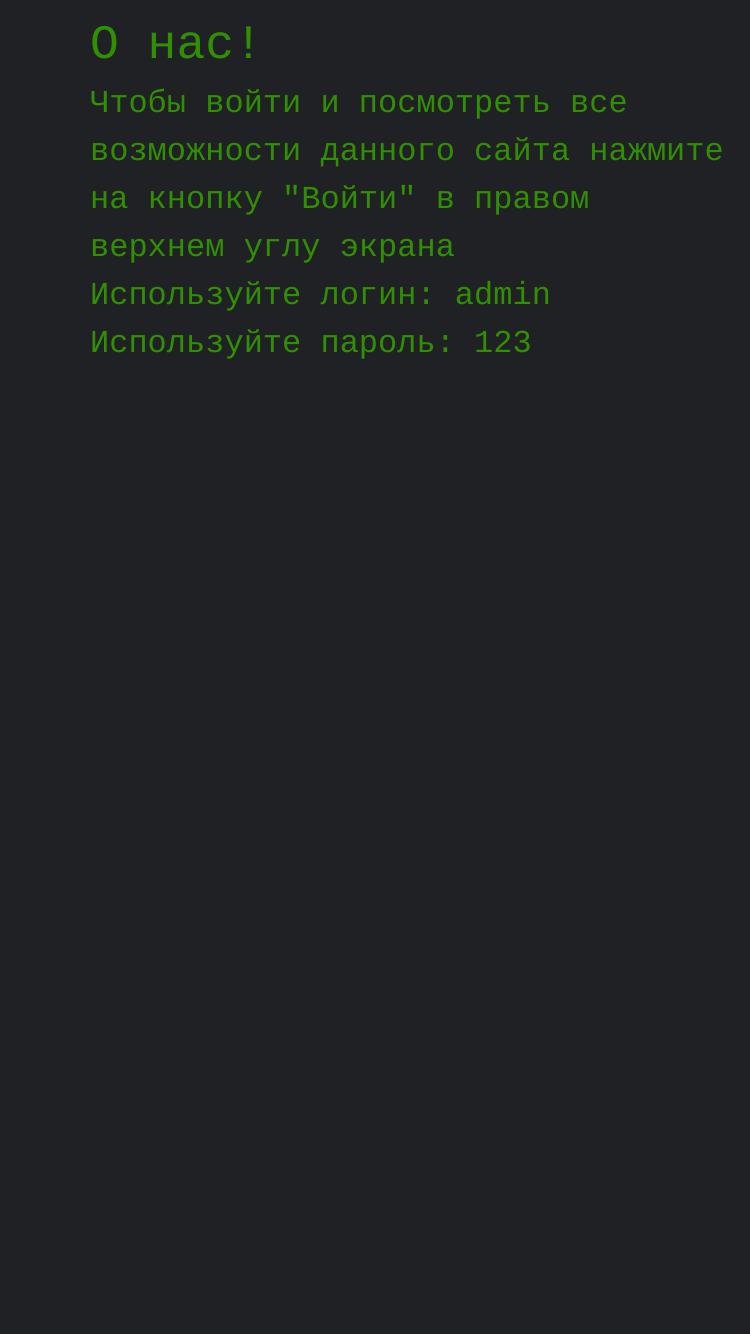 О нас!
Чтобы войти и посмотреть все
возможности данного сайта нажмите
на кнопку "Войти" в правом
верхнем углу экрана
Используйте логин: admin
Используйте пароль: 123